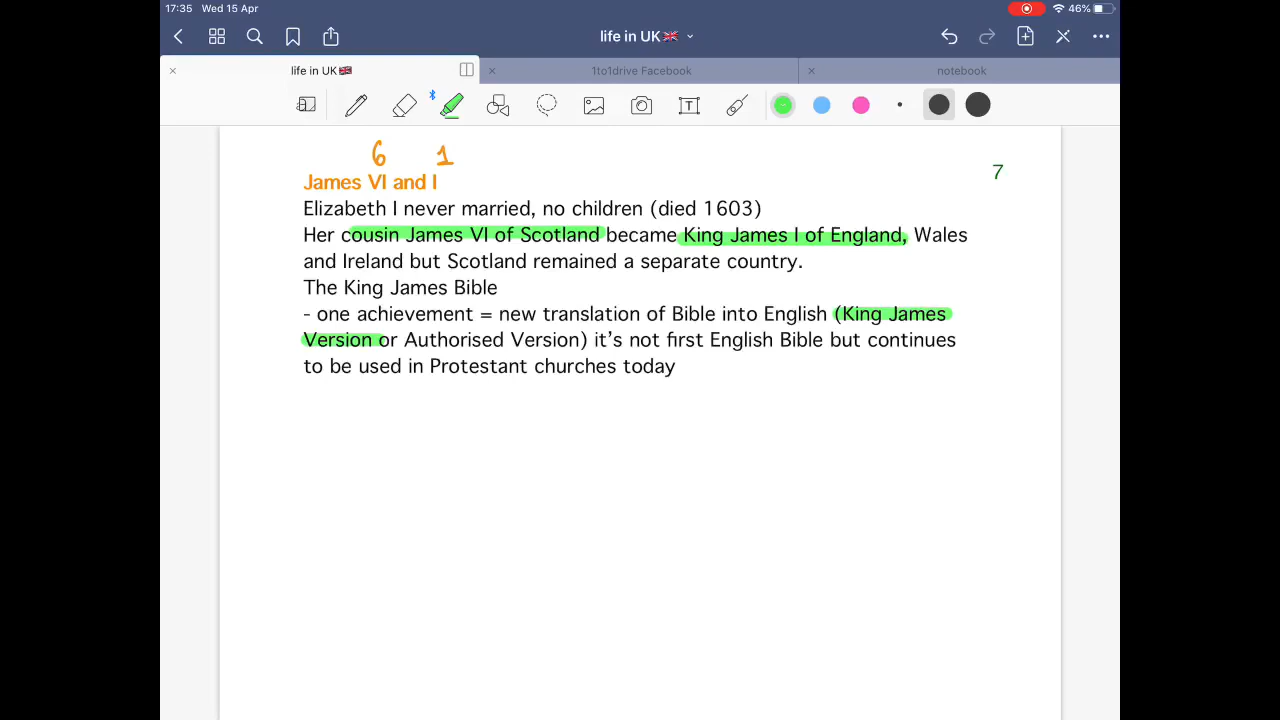 17:35 Wed 15 Apr 46%
life in UK🇬🇧
life in UK🇬🇧 1to1drive Facebook notebook
T
6 1
7
James VI and I
Elizabeth I never married, no children (died 1603)
Her cousin James VI of Scotland became King James I of England, Wales
and Ireland but Scotland remained a separate country.
The King James Bible
- one achievement = new translation of Bible into English (King James
Version or Authorised Version) it’s not first English Bible but continues
to be used in Protestant churches today